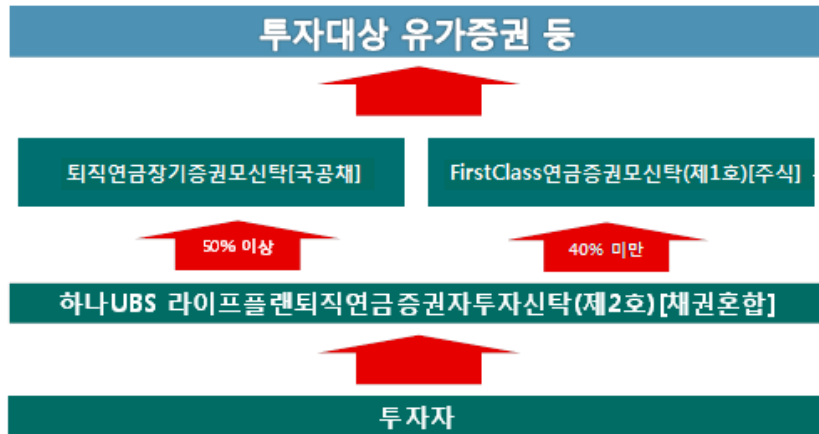 투자대상 유가증권 등
퇴직연금장기증권모신탁[국공채]
FirstClass연금증권모신탁(제1호)[주식]
50% 이상
40% 미만
하나UBS 라이프플랜퇴직연금증권자투자신탁(제2호)[채권혼합]
투자자